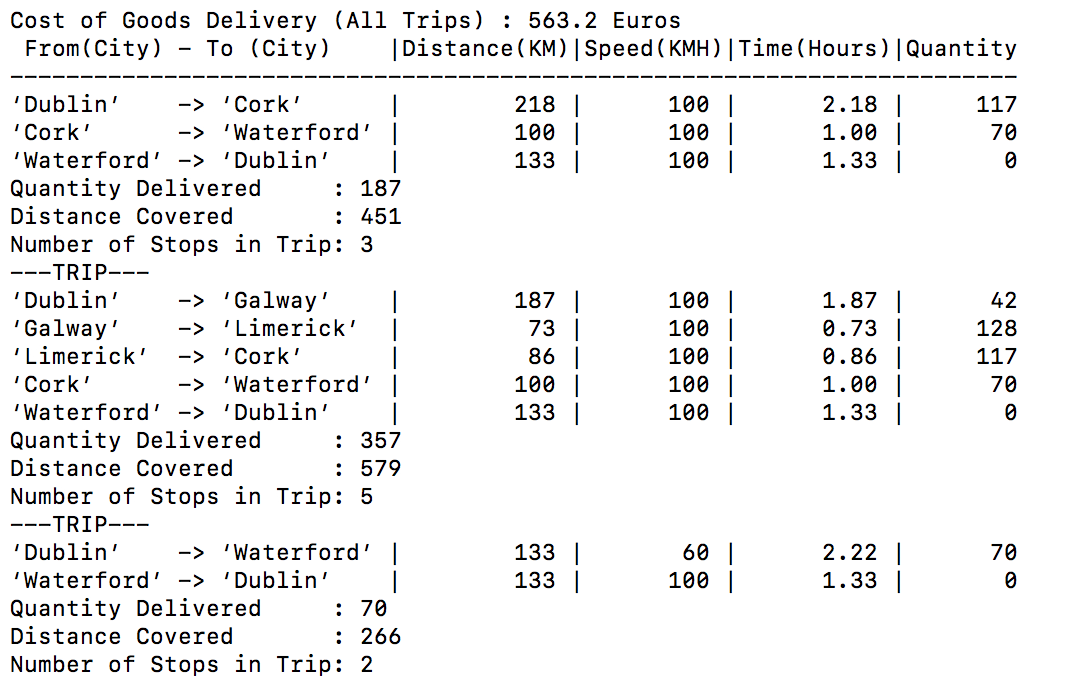 Cost of Goods Delivery (All Trips) : 563.2 Euros
 From(City) – To (City)    |Distance(KM)|Speed(KMH)|Time(Hours)|Quantity
------------------------------------------------------------------------
‘Dublin’    –> ‘Cork’      |        218 |      100 |      2.18 |     117
‘Cork’      –> ‘Waterford’ |        100 |      100 |      1.00 |      70
‘Waterford’ –> ‘Dublin’    |        133 |      100 |      1.33 |       0
Quantity Delivered     : 187
Distance Covered       : 451
Number of Stops in Trip: 3
---TRIP---
‘Dublin’    –> ‘Galway’    |        187 |      100 |      1.87 |      42
‘Galway’    –> ‘Limerick’  |         73 |      100 |      0.73 |     128
‘Limerick’  –> ‘Cork’      |         86 |      100 |      0.86 |     117
‘Cork’      –> ‘Waterford’ |        100 |      100 |      1.00 |      70
‘Waterford’ –> ‘Dublin’    |        133 |      100 |      1.33 |       0
Quantity Delivered     : 357
Distance Covered       : 579
Number of Stops in Trip: 5
---TRIP---
‘Dublin’    –> ‘Waterford’ |        133 |       60 |      2.22 |      70
‘Waterford’ –> ‘Dublin’    |        133 |      100 |      1.33 |       0
Quantity Delivered     : 70
Distance Covered       : 266
Number of Stops in Trip: 2